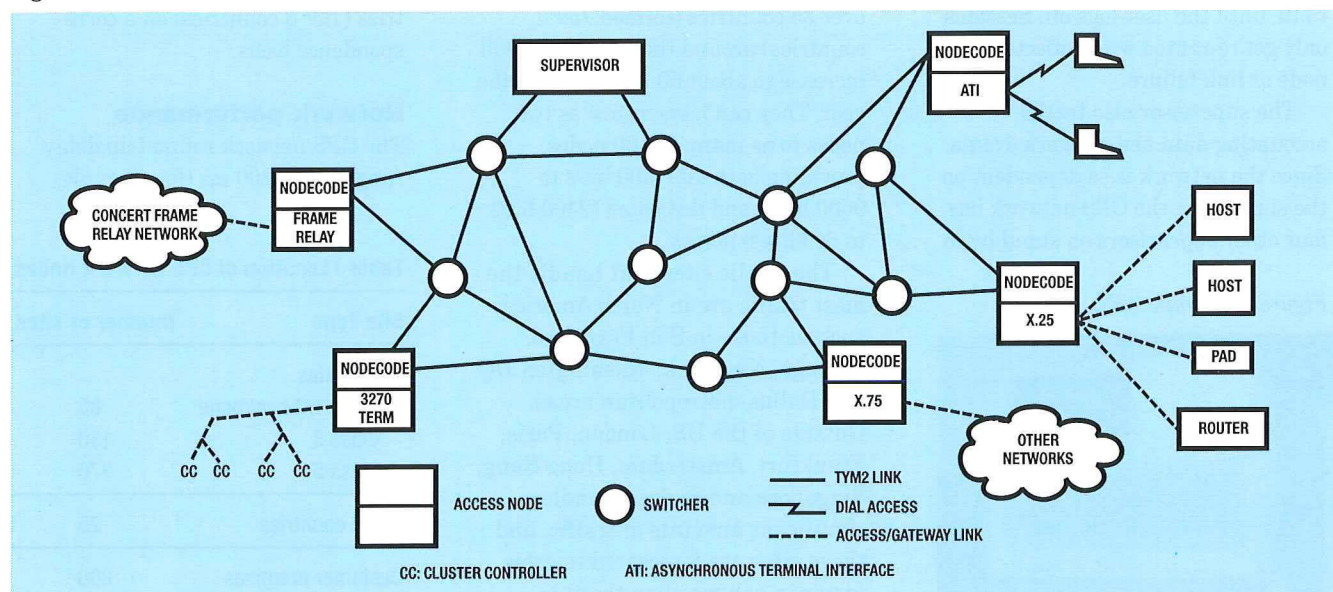 SUPERVISOR
NODECODE
ATI
NODECODE
FRAME
RELAY
CONCERT FRAME
RELAY NETWORK
HOST
HOST
PAD
ROUTER
NODECODE
X.25
NODECODE
3270
TERM
NODECODE
X.75
OTHER
NETWORKS
CC CC CC CC
ACCESS NODE
SWITCHER
TYM2 LINK
DIAL ACCESS
ACCESS/GATEWAY LINK
CC: CLUSTER CONTROLLER
ATI: ASYNCHRONOUS TERMINAL INTERFACE